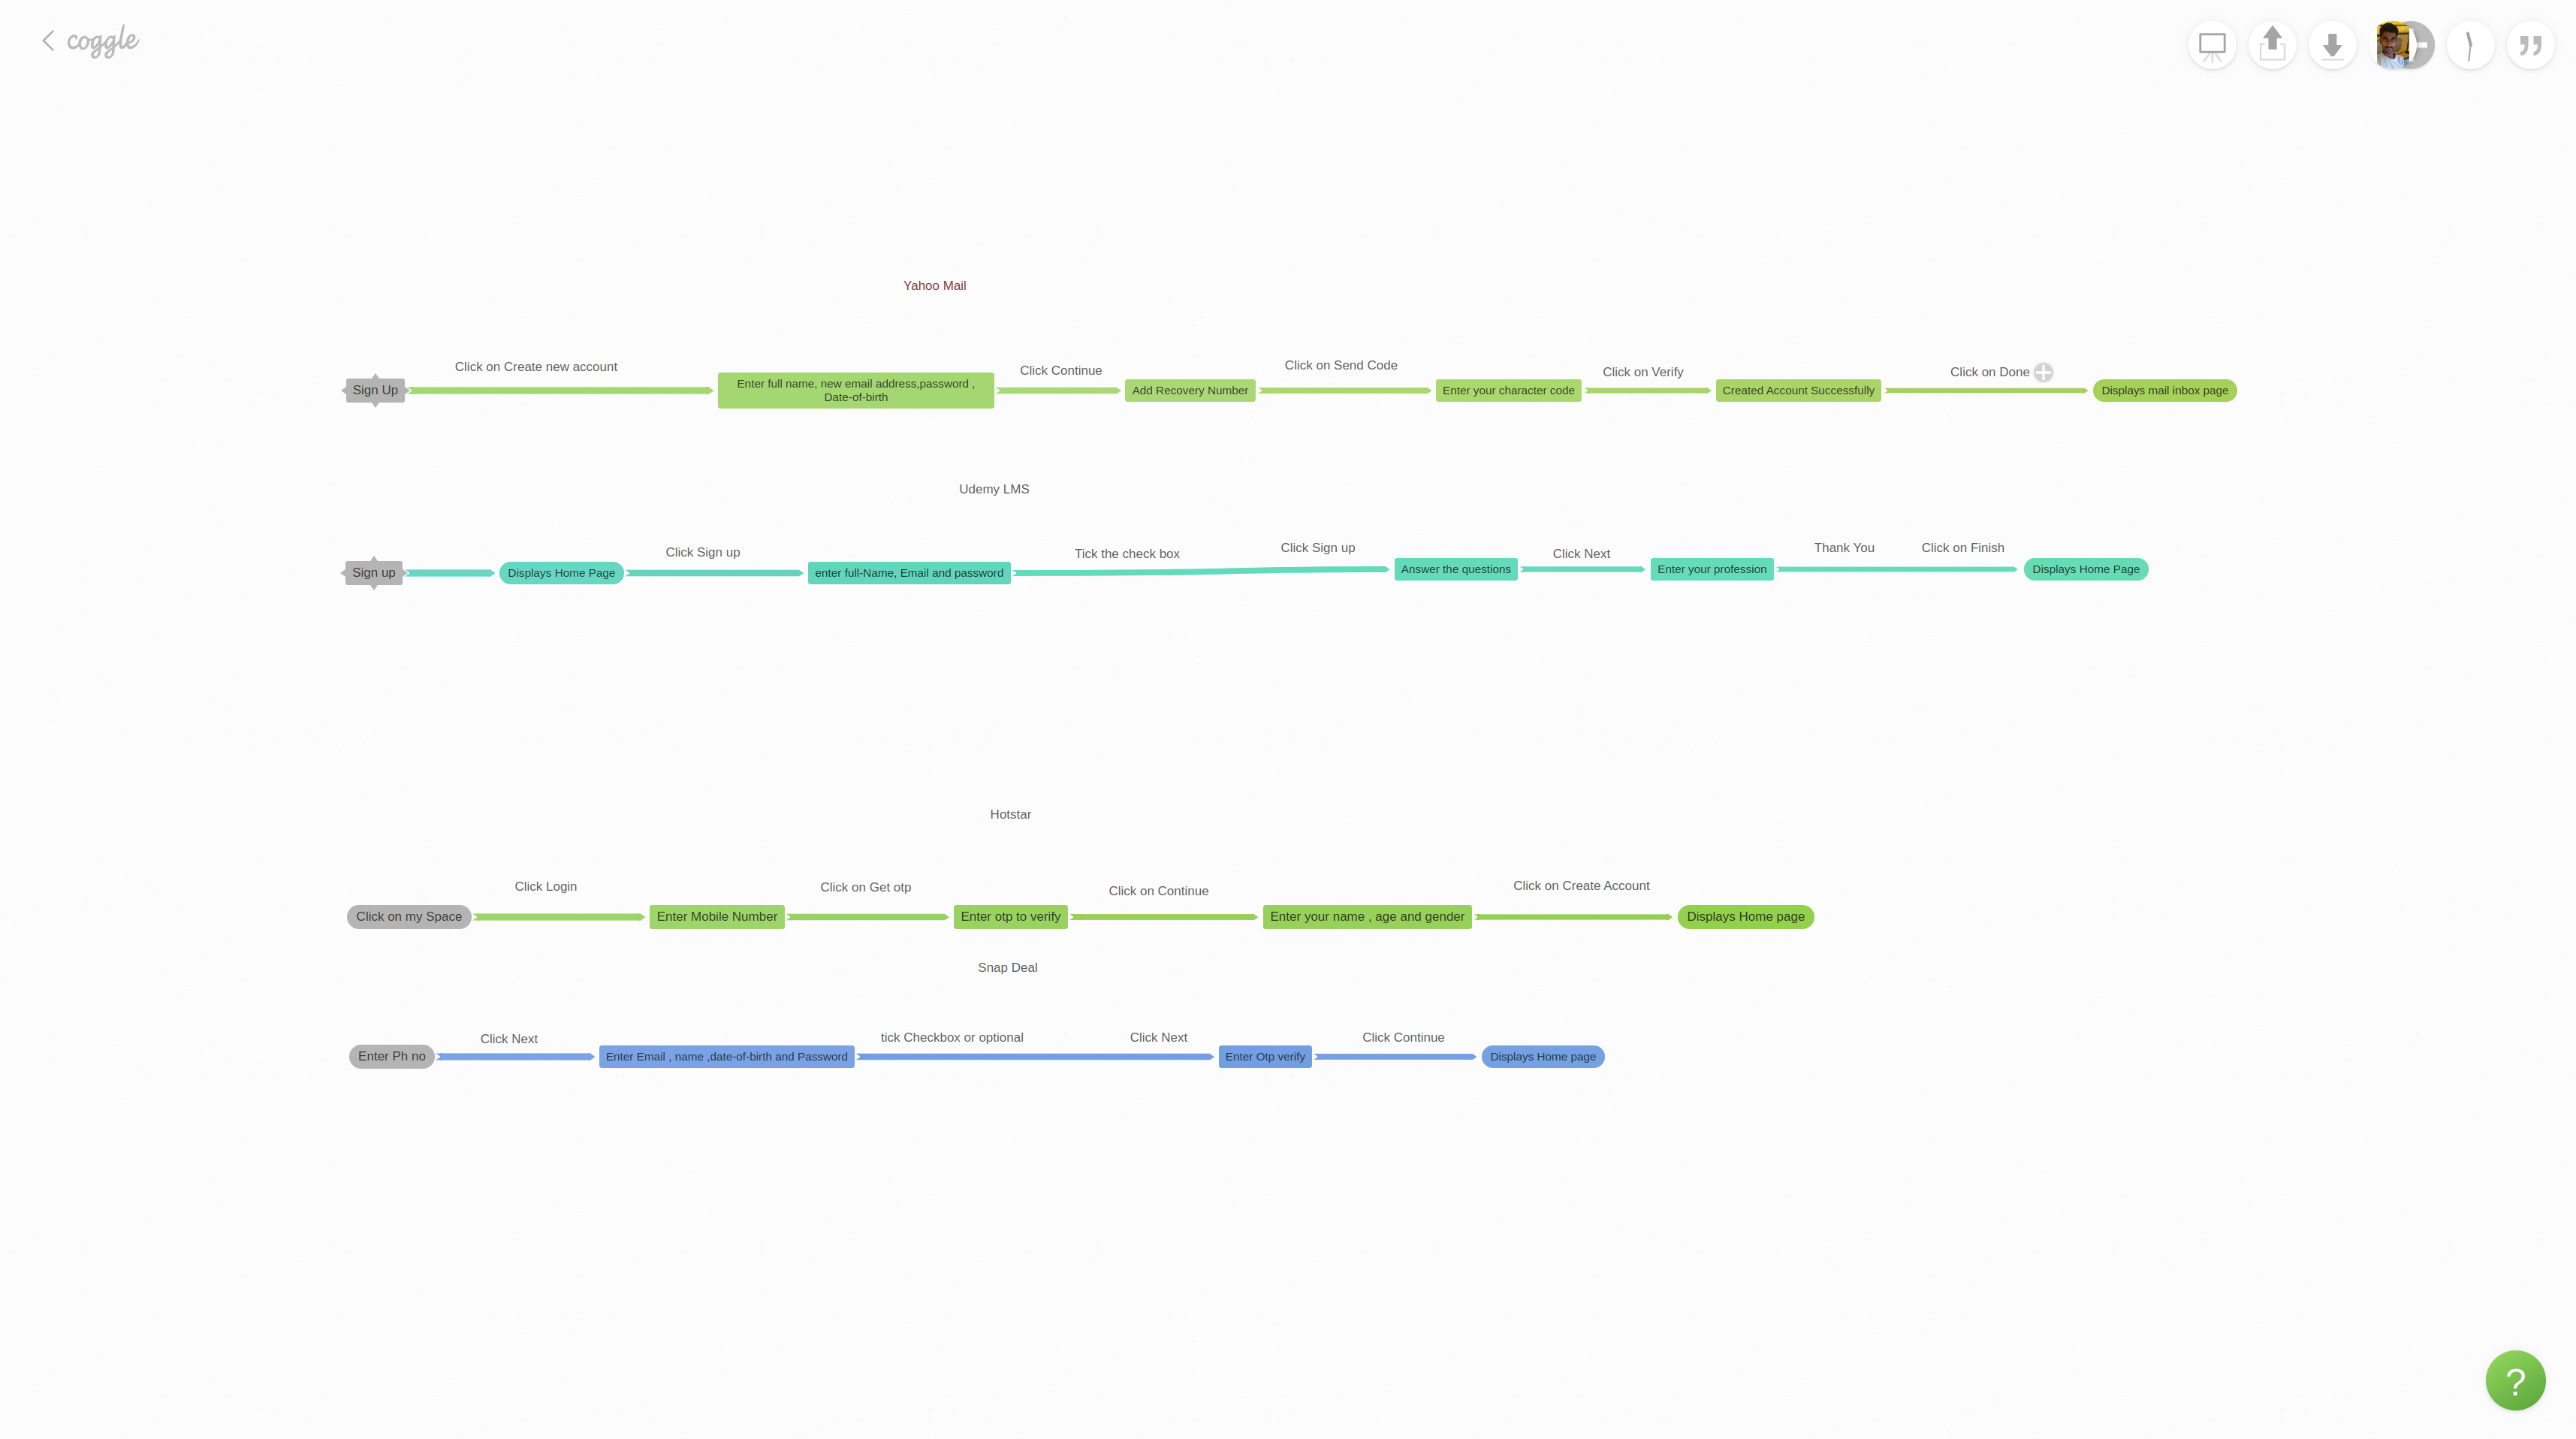 coggle
Yahoo Mail
Click on Create new account
Click Continue
Click on Send Code
Click on Verify
Click on Done
Sign Up
Enter full name, new email address,password ,
Date-of-birth
Add Recovery Number
Enter your character code
Created Account Successfully
Displays mail inbox page
Udemy LMS
Click Sign up
Tick the check box
Click Sign up
Click Next
Thank You
Click on Finish
Sign up
Displays Home Page
enter full-Name, Email and password
Answer the questions
Enter your profession
Displays Home Page
Hotstar
Click Login
Click on Get otp
Click on Continue
Click on Create Account
Click on my Space
Enter Mobile Number
Enter otp to verify
Enter your name , age and gender
Displays Home page
Snap Deal
Click Next
tick Checkbox or optional
Click Next
Click Continue
Enter Ph no
Enter Email , name ,date-of-birth and Password
Enter Otp verify
Displays Home page
?